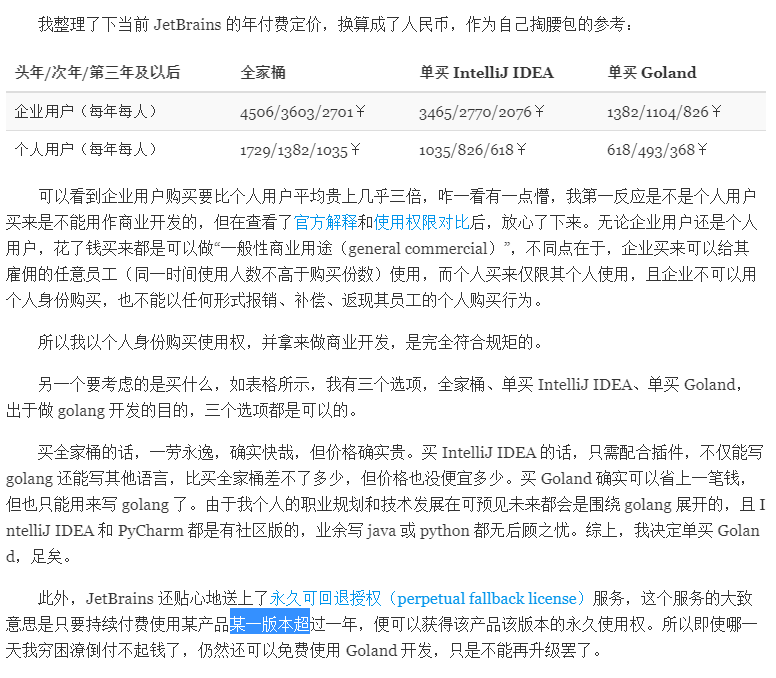 我整理了下当前 JetBrains 的年付费定价，换算成了人民币，作为自己掏腰包的参考：
头年/次年/第三年及以后 全家桶 单买 IntelliJ IDEA 单买 Goland
企业用户（每年每人） 4506/3603/2701￥ 3465/2770/2076￥ 1382/1104/826￥
个人用户（每年每人） 1729/1382/1035￥ 1035/826/618￥ 618/493/368￥
可以看到企业用户购买要比个人用户平均贵上几乎三倍，咋一看有一点懵，我第一反应是不是个人用户
买来是不能用作商业开发的，但在查看了官方解释和使用权限对比后，放心了下来。无论企业用户还是个人
用户，花了钱买来都是可以做“一般性商业用途（general commercial）”，不同点在于，企业买来可以给其
雇佣的任意员工（同一时间使用人数不高于购买份数）使用，而个人买来仅限其个人使用，且企业不可以用
个人身份购买，也不能以任何形式报销、补偿、返现其员工的个人购买行为。
所以我以个人身份购买使用权，并拿来做商业开发，是完全符合规矩的。
另一个要考虑的是买什么，如表格所示，我有三个选项，全家桶、单买 IntelliJ IDEA、单买 Goland，
出于做 golang 开发的目的，三个选项都是可以的。
买全家桶的话，一劳永逸，确实快哉，但价格确实贵。买 IntelliJ IDEA 的话，只需配合插件，不仅能写
golang 还能写其他语言，比买全家桶差不了多少，但价格也没便宜多少。买 Goland 确实可以省上一笔钱，
但也只能用来写 golang 了。由于我个人的职业规划和技术发展在可预见未来都会是围绕 golang 展开的，且 I
ntelliJ IDEA 和 PyCharm 都是有社区版的，业余写 java 或 python 都无后顾之忧。综上，我决定单买 Golan
d，足矣。
此外，JetBrains 还贴心地送上了永久可回退授权（perpetual fallback license）服务，这个服务的大致
意思是只要持续付费使用某产品某一版本超过一年，便可以获得该产品该版本的永久使用权。所以即使哪一
天我穷困潦倒付不起钱了，仍然还可以免费使用 Goland 开发，只是不能再升级罢了。